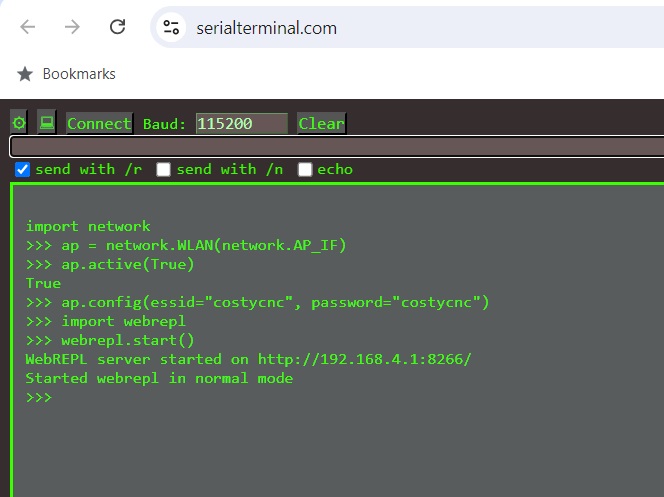 serialterminal.com
Bookmarks
Connect Baud: 115200 Clear
send with /r send with /n echo
import network
>>> ap = network.WLAN(network.AP_IF)
>>> ap.active(True)
True
>>> ap.config(essid="costycnc", password="costycnc")
>>> import webrepl
>>> webrepl.start()
WebREPL server started on http://192.168.4.1:8266/
Started webrepl in normal mode
>>>